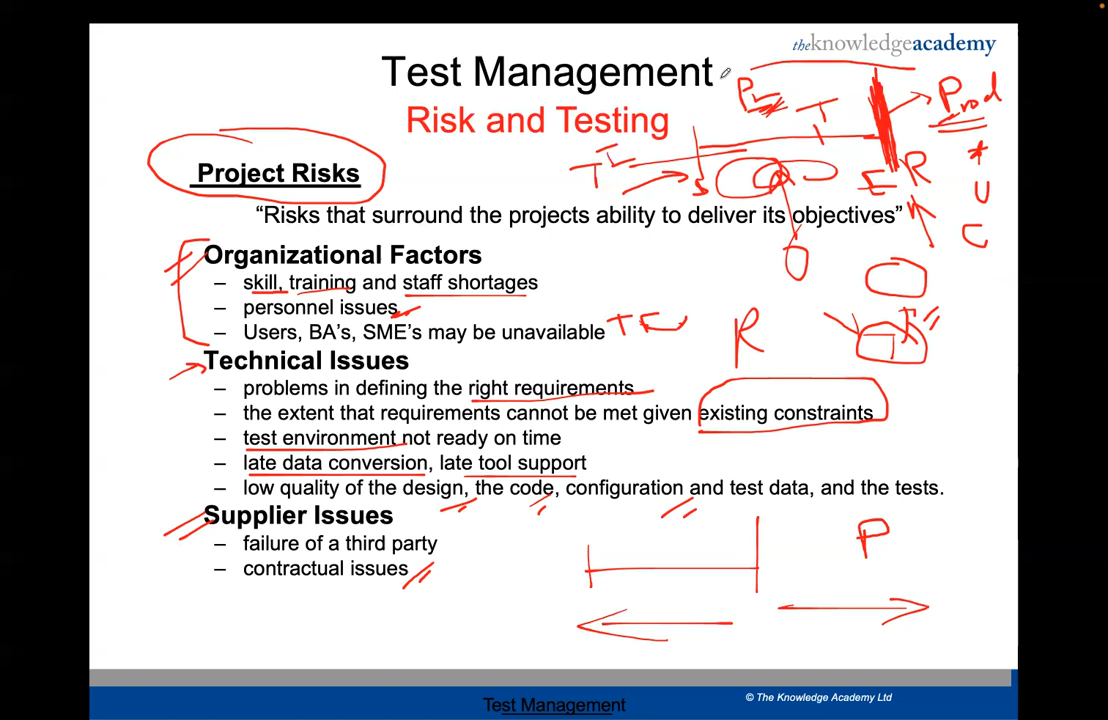 theknowledgeacademy
Test Management
Risk and Testing
Project Risks
“Risks that surround the projects ability to deliver its objectives”
Organizational Factors
– skill, training and staff shortages
– personnel issues
– Users, BA's, SME's may be unavailable
Technical Issues
– problems in defining the right requirements
– the extent that requirements cannot be met given existing constraints
– test environment not ready on time
– late data conversion, late tool support
– low quality of the design, the code, configuration and test data, and the tests.
Supplier Issues
– failure of a third party
– contractual issues
Prod
T
TL
S
E
R
U
C
R
P
Test Management
© The Knowledge Academy Ltd